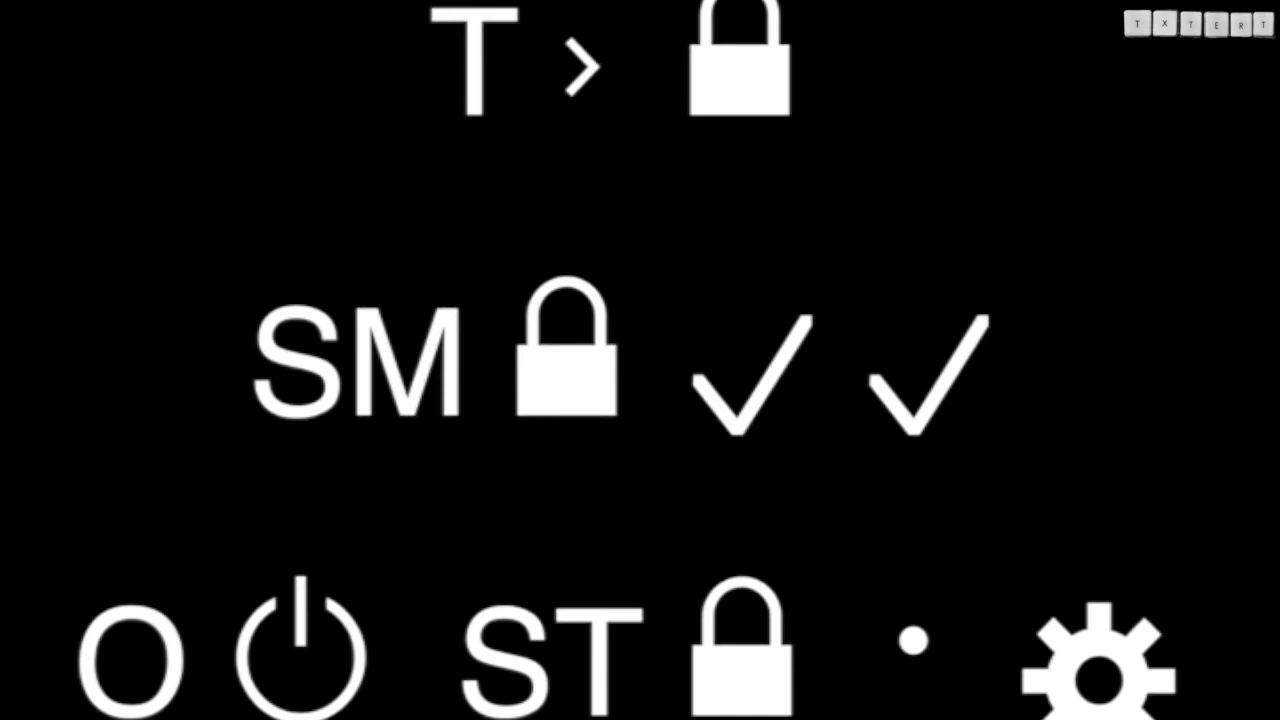 TXTERT
T › 🔒
SM 🔒 ✓ ✓
O ⏻ ST 🔒 • ⚙